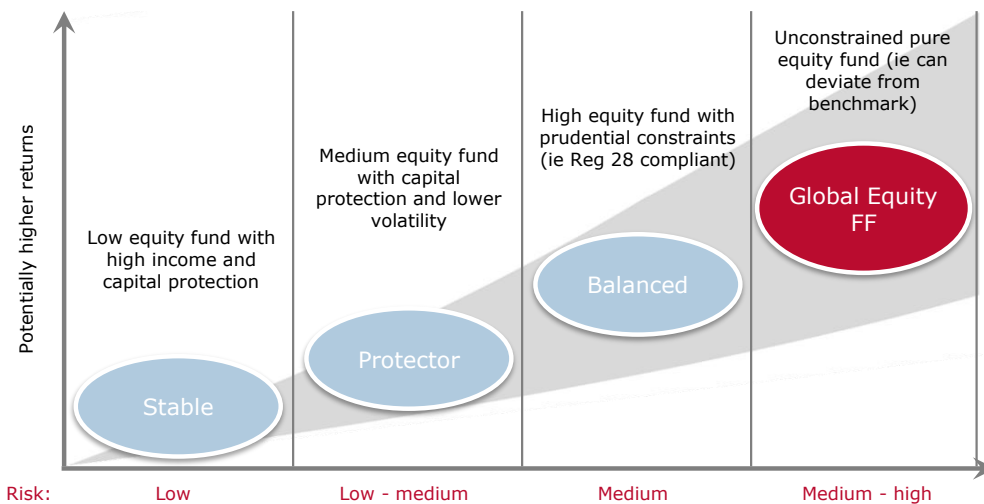 Potentially higher returns
Low equity fund with
high income and
capital protection
Stable
Medium equity fund
with capital
protection and lower
volatility
Protector
High equity fund with
prudential constraints
(ie Reg 28 compliant)
Balanced
Unconstrained pure
equity fund (ie can
deviate from
benchmark)
Global Equity
FF
Risk:
Low
Low - medium
Medium
Medium - high